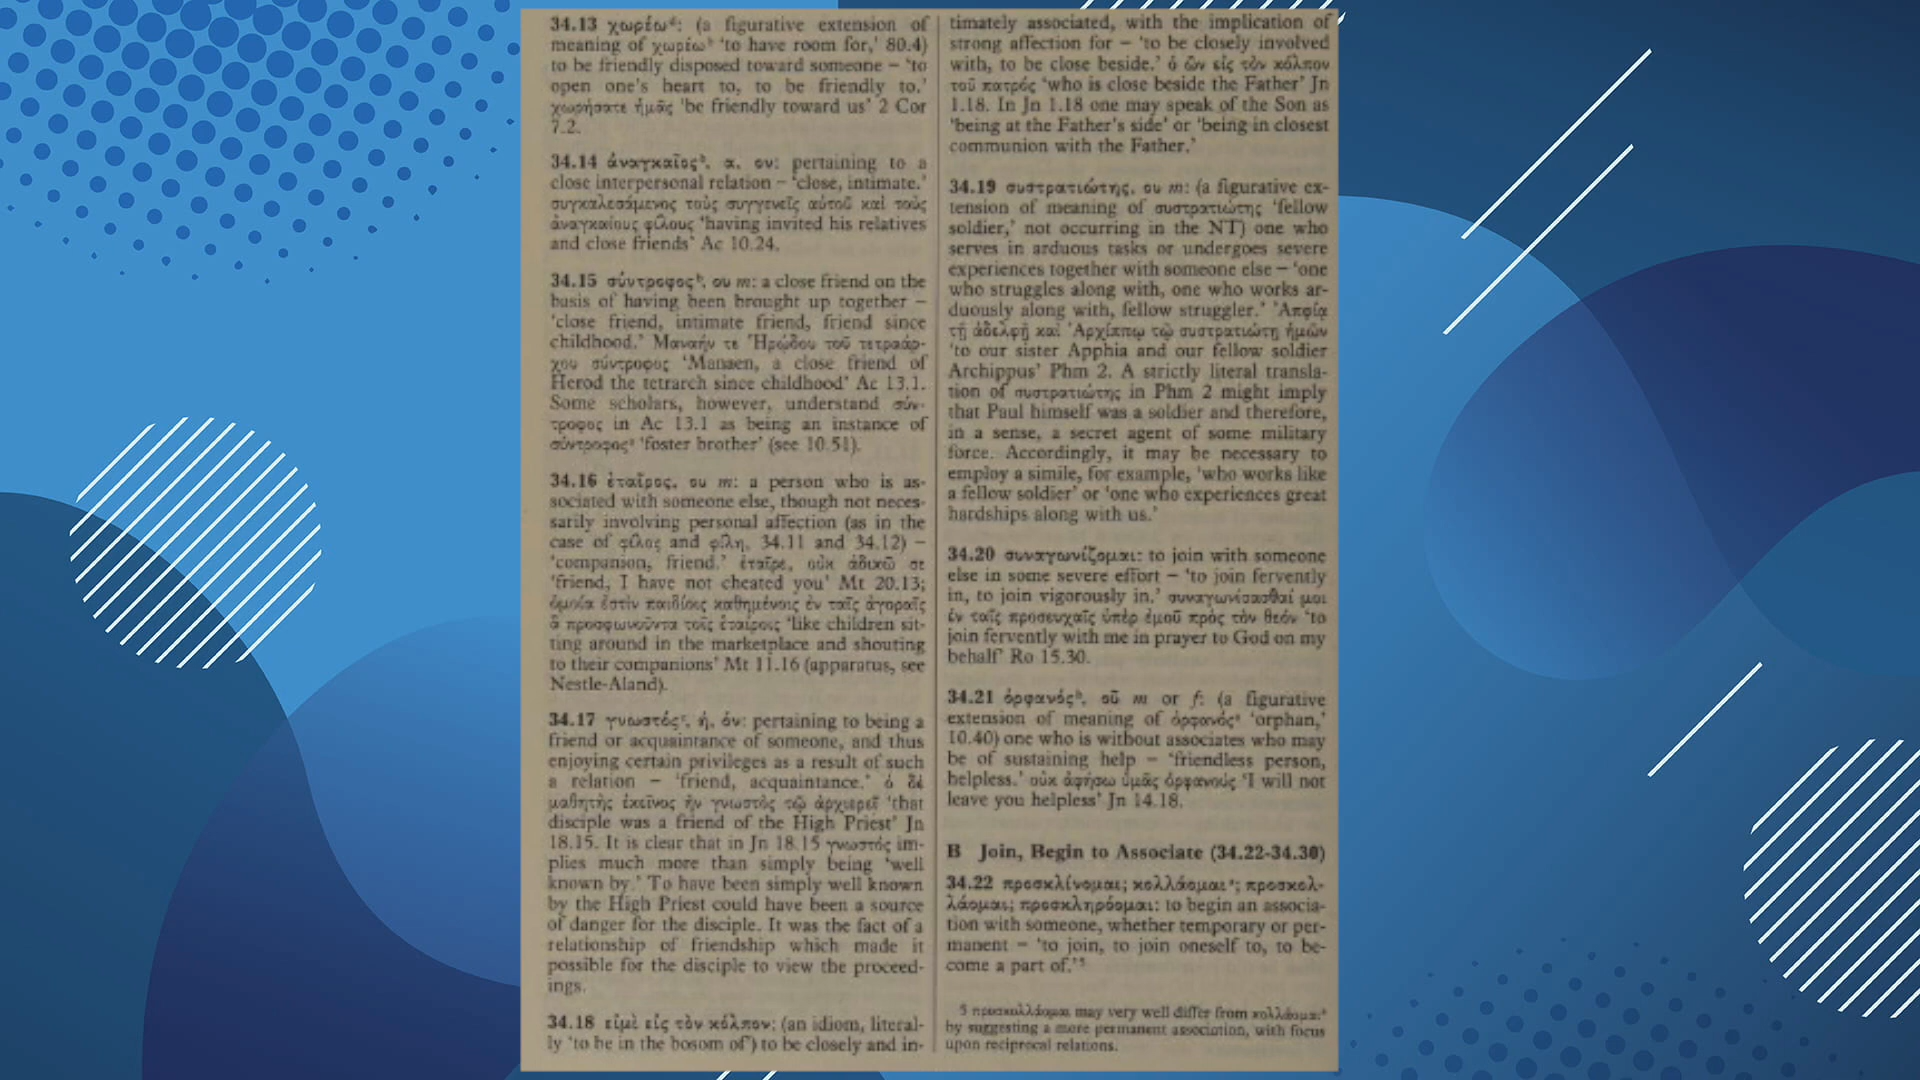 34.13 χωρέωᵈ: (a figurative extension of
meaning of χωρέωᵇ ‘to have room for,’ 80.4)
to be friendly disposed toward someone – ‘to
open one’s heart to, to be friendly to.’
χωρήσατε ἡμᾶς ‘be friendly toward us’ 2 Cor
7.2.
34.14 ἀναγκαῖοςᵇ, α, ον: pertaining to a
close interpersonal relation – ‘close, intimate.’
συγκαλεσάμενος τοὺς συγγενεῖς αὐτοῦ καὶ τοὺς
ἀναγκαίους φίλους ‘having invited his relatives
and close friends’ Ac 10.24.
34.15 σύντροφοςᵇ, ου m: a close friend on the
basis of having been brought up together –
‘close friend, intimate friend, friend since
childhood.’ Μαναήν τε Ἡρῴδου τοῦ τετραάρ-
χου σύντροφος ‘Manaen, a close friend of
Herod the tetrarch since childhood’ Ac 13.1.
Some scholars, however, understand σύν-
τροφος in Ac 13.1 as being an instance of
σύντροφοςᵃ ‘foster brother’ (see 10.51).
34.16 ἑταῖρος, ου m: a person who is as-
sociated with someone else, though not neces-
sarily involving personal affection (as in the
case of φίλος and φίλη, 34.11 and 34.12) –
‘companion, friend.’ ἑταῖρε, οὐκ ἀδικῶ σε
‘friend, I have not cheated you’ Mt 20.13;
ὁμοία ἐστὶν παιδίοις καθημένοις ἐν ταῖς ἀγοραῖς
ἃ προσφωνοῦντα τοῖς ἑταίροις ‘like children sit-
ting around in the marketplace and shouting
to their companions’ Mt 11.16 (apparatus, see
Nestle-Aland).
34.17 γνωστόςᶜ, ή, όν: pertaining to being a
friend or acquaintance of someone, and thus
enjoying certain privileges as a result of such
a relation – ‘friend, acquaintance.’ ὁ δὲ
μαθητὴς ἐκεῖνος ἦν γνωστὸς τῷ ἀρχιερεῖ ‘that
disciple was a friend of the High Priest’ Jn
18.15. It is clear that in Jn 18.15 γνωστός im-
plies much more than simply being ‘well
known by.’ To have been simply well known
by the High Priest could have been a source
of danger for the disciple. It was the fact of a
relationship of friendship which made it
possible for the disciple to view the proceed-
ings.
34.18 εἰμὶ εἰς τὸν κόλπον: (an idiom, literal-
ly ‘to be in the bosom of’) to be closely and in-
timately associated, with the implication of
strong affection for – ‘to be closely involved
with, to be close beside.’ ὁ ὢν εἰς τὸν κόλπον
τοῦ πατρός ‘who is close beside the Father’ Jn
1.18. In Jn 1.18 one may speak of the Son as
‘being at the Father’s side’ or ‘being in closest
communion with the Father.’
34.19 συστρατιώτης, ου m: (a figurative ex-
tension of meaning of συστρατιώτης ‘fellow
soldier,’ not occurring in the NT) one who
serves in arduous tasks or undergoes severe
experiences together with someone else – ‘one
who struggles along with, one who works ar-
duously along with, fellow struggler.’ Ἀπφίᾳ
τῇ ἀδελφῇ καὶ Ἀρχίππῳ τῷ συστρατιώτῃ ἡμῶν
‘to our sister Apphia and our fellow soldier
Archippus’ Phm 2. A strictly literal transla-
tion of συστρατιώτης in Phm 2 might imply
that Paul himself was a soldier and therefore,
in a sense, a secret agent of some military
force. Accordingly, it may be necessary to
employ a simile, for example, ‘who works like
a fellow soldier’ or ‘one who experiences great
hardships along with us.’
34.20 συναγωνίζομαι: to join with someone
else in some severe effort – ‘to join fervently
in, to join vigorously in.’ συναγωνίσασθαί μοι
ἐν ταῖς προσευχαῖς ὑπὲρ ἐμοῦ πρὸς τὸν θεόν ‘to
join fervently with me in prayer to God on my
behalf’ Ro 15.30.
34.21 ὀρφανόςᵇ, οῦ m or f: (a figurative
extension of meaning of ὀρφανόςᵃ ‘orphan,’
10.40) one who is without associates who may
be of sustaining help – ‘friendless person,
helpless.’ οὐκ ἀφήσω ὑμᾶς ὀρφανούς ‘I will not
leave you helpless’ Jn 14.18.
B Join, Begin to Associate (34.22-34.30)
34.22 προσκλίνομαι; κολλάομαιᵃ; προσκολ-
λάομαι; προσκληρόομαι: to begin an associa-
tion with someone, whether temporary or per-
manent – ‘to join, to join oneself to, to be-
come a part of.’⁵
5 προσκολλάομαι may very well differ from κολλάομαιᵃ
by suggesting a more permanent association, with focus
upon reciprocal relations.